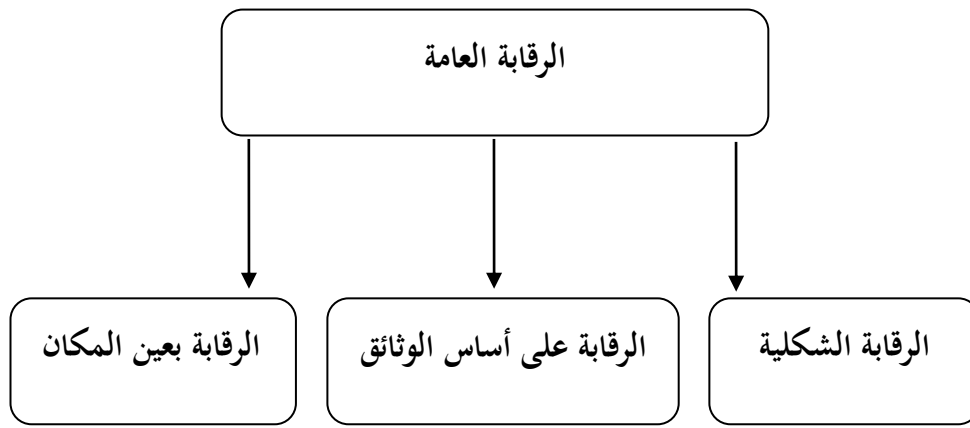 الرقابة العامة
الرقابة الشكلية
الرقابة على أساس الوثائق
الرقابة بعين المكان